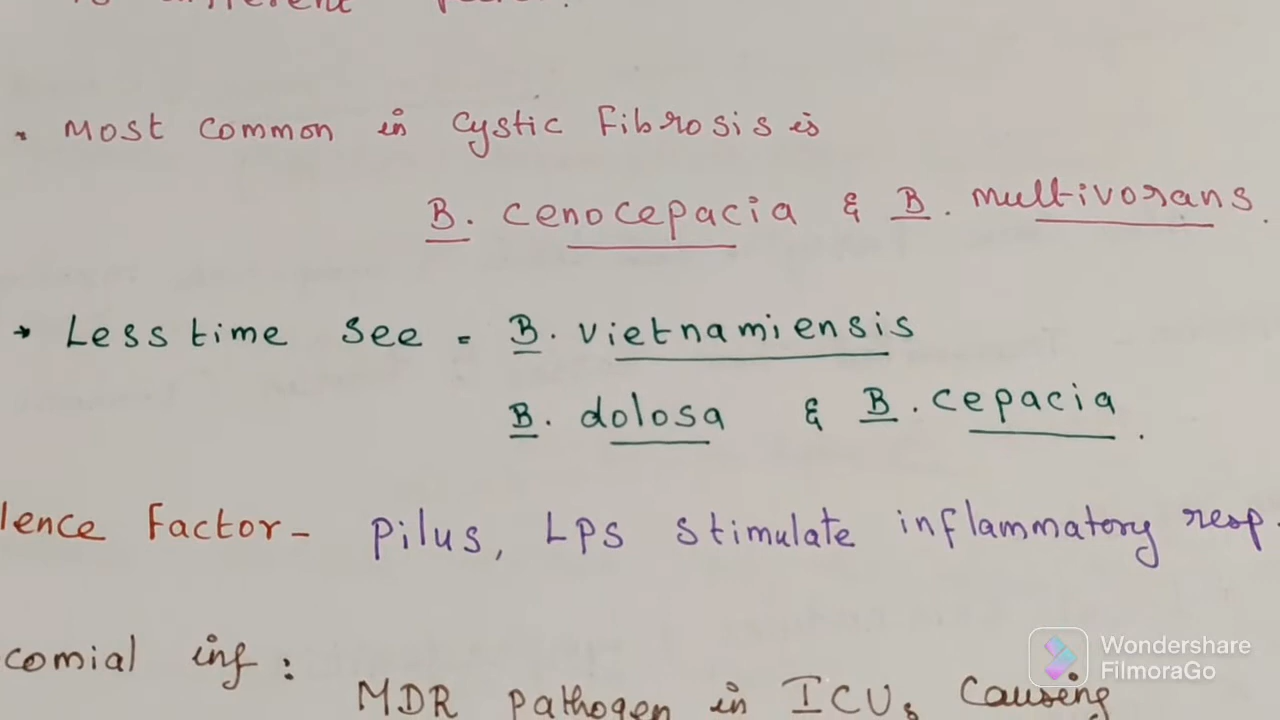 different
. Most common in Cystic Fibrosis is
B. cenocepacia & B. multivorans.
→ Less time see = B. vietnamiensis
B. dolosa & B. cepacia.
lence Factor - Pilus, LPS stimulate inflammatory resp.
comial inf :
MDR pathogen in ICUs causing
Wondershare
FilmoraGo